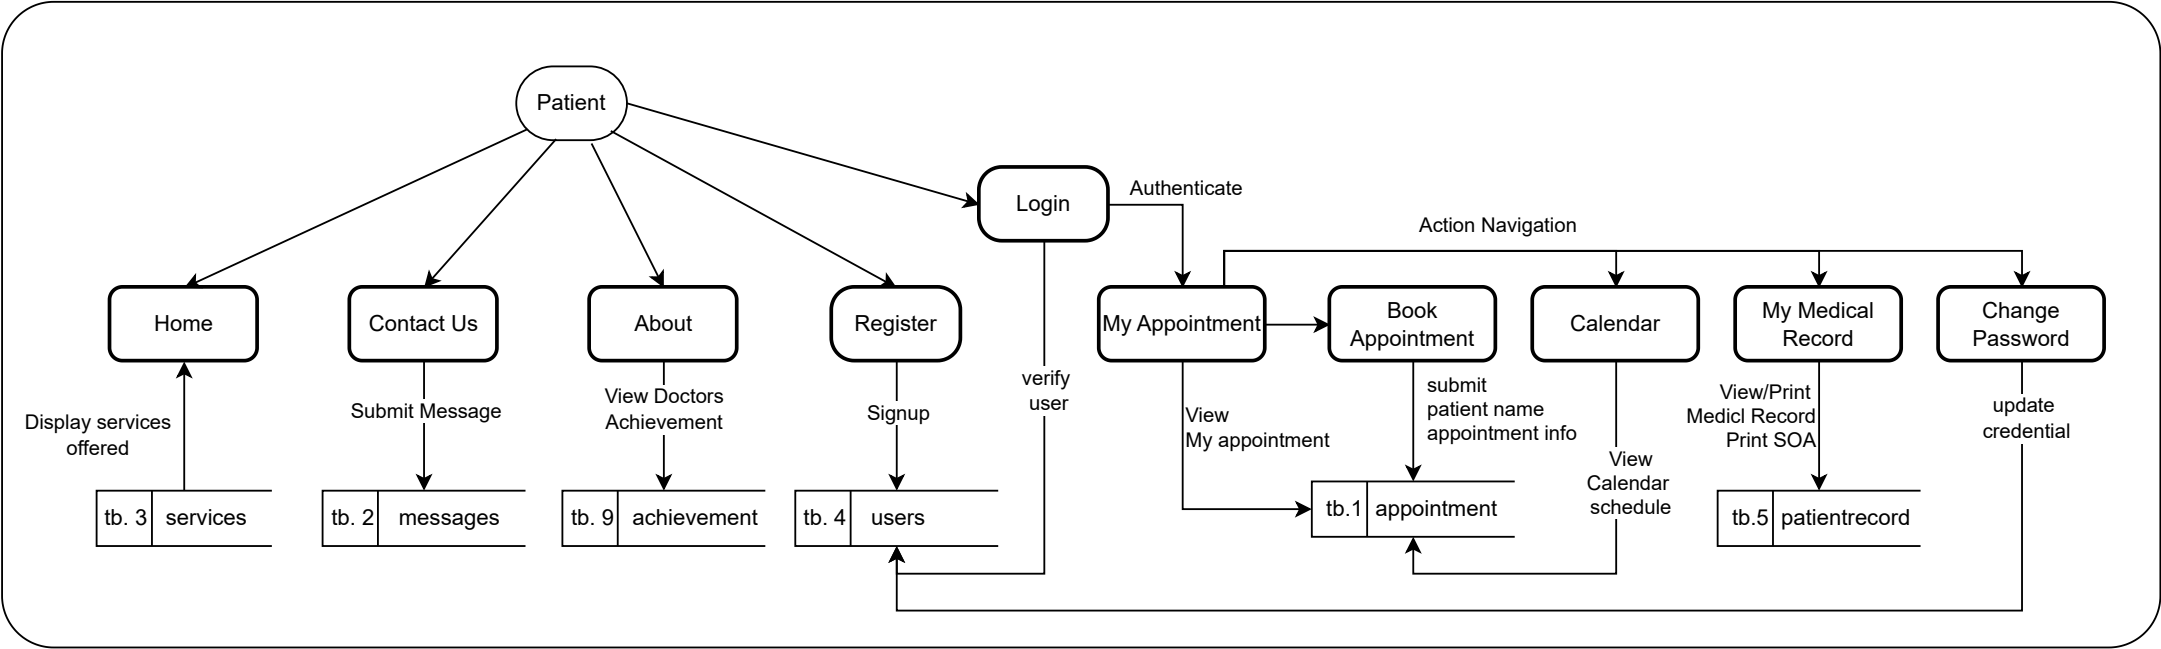 Patient
Login
Authenticate
Action Navigation
Home
Contact Us
About
Register
My Appointment
Book
Appointment
Calendar
My Medical
Record
Change
Password
Display services
offered
Submit Message
View Doctors
Achievement
Signup
verify
user
View
My appointment
submit
patient name
appointment info
View
Calendar
schedule
View/Print
Medicl Record
Print SOA
update
credential
tb. 3 services
tb. 2 messages
tb. 9 achievement
tb. 4 users
tb.1 appointment
tb.5 patientrecord